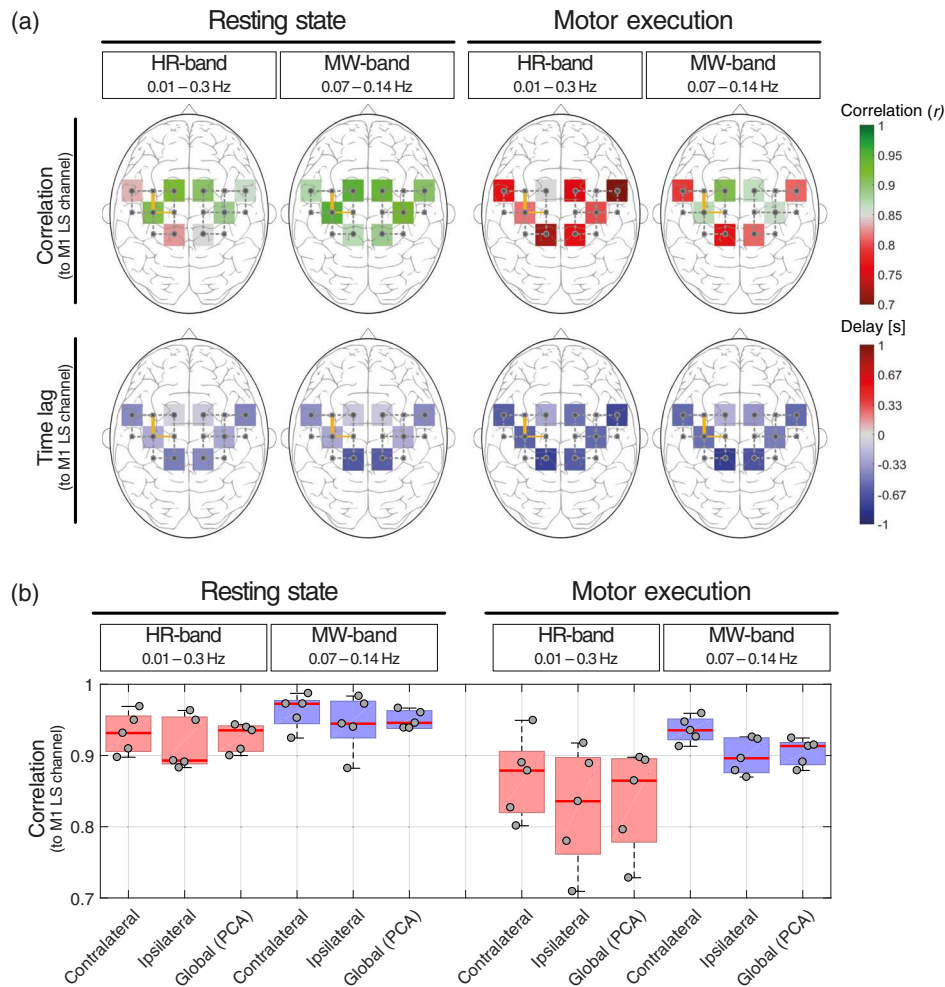 (a)
Resting state
Motor execution
HR-band
0.01 – 0.3 Hz
MW-band
0.07 – 0.14 Hz
HR-band
0.01 – 0.3 Hz
MW-band
0.07 – 0.14 Hz
Correlation
(to M1 LS channel)
Correlation (r)
1
0.95
0.9
0.85
0.8
0.75
0.7
Time lag
(to M1 LS channel)
Delay [s]
1
0.67
0.33
0
-0.33
-0.67
-1
(b)
Resting state
Motor execution
HR-band
0.01 – 0.3 Hz
MW-band
0.07 – 0.14 Hz
HR-band
0.01 – 0.3 Hz
MW-band
0.07 – 0.14 Hz
Correlation
(to M1 LS channel)
1
0.9
0.8
0.7
Contralateral
Ipsilateral
Global (PCA)
Contralateral
Ipsilateral
Global (PCA)
Contralateral
Ipsilateral
Global (PCA)
Contralateral
Ipsilateral
Global (PCA)